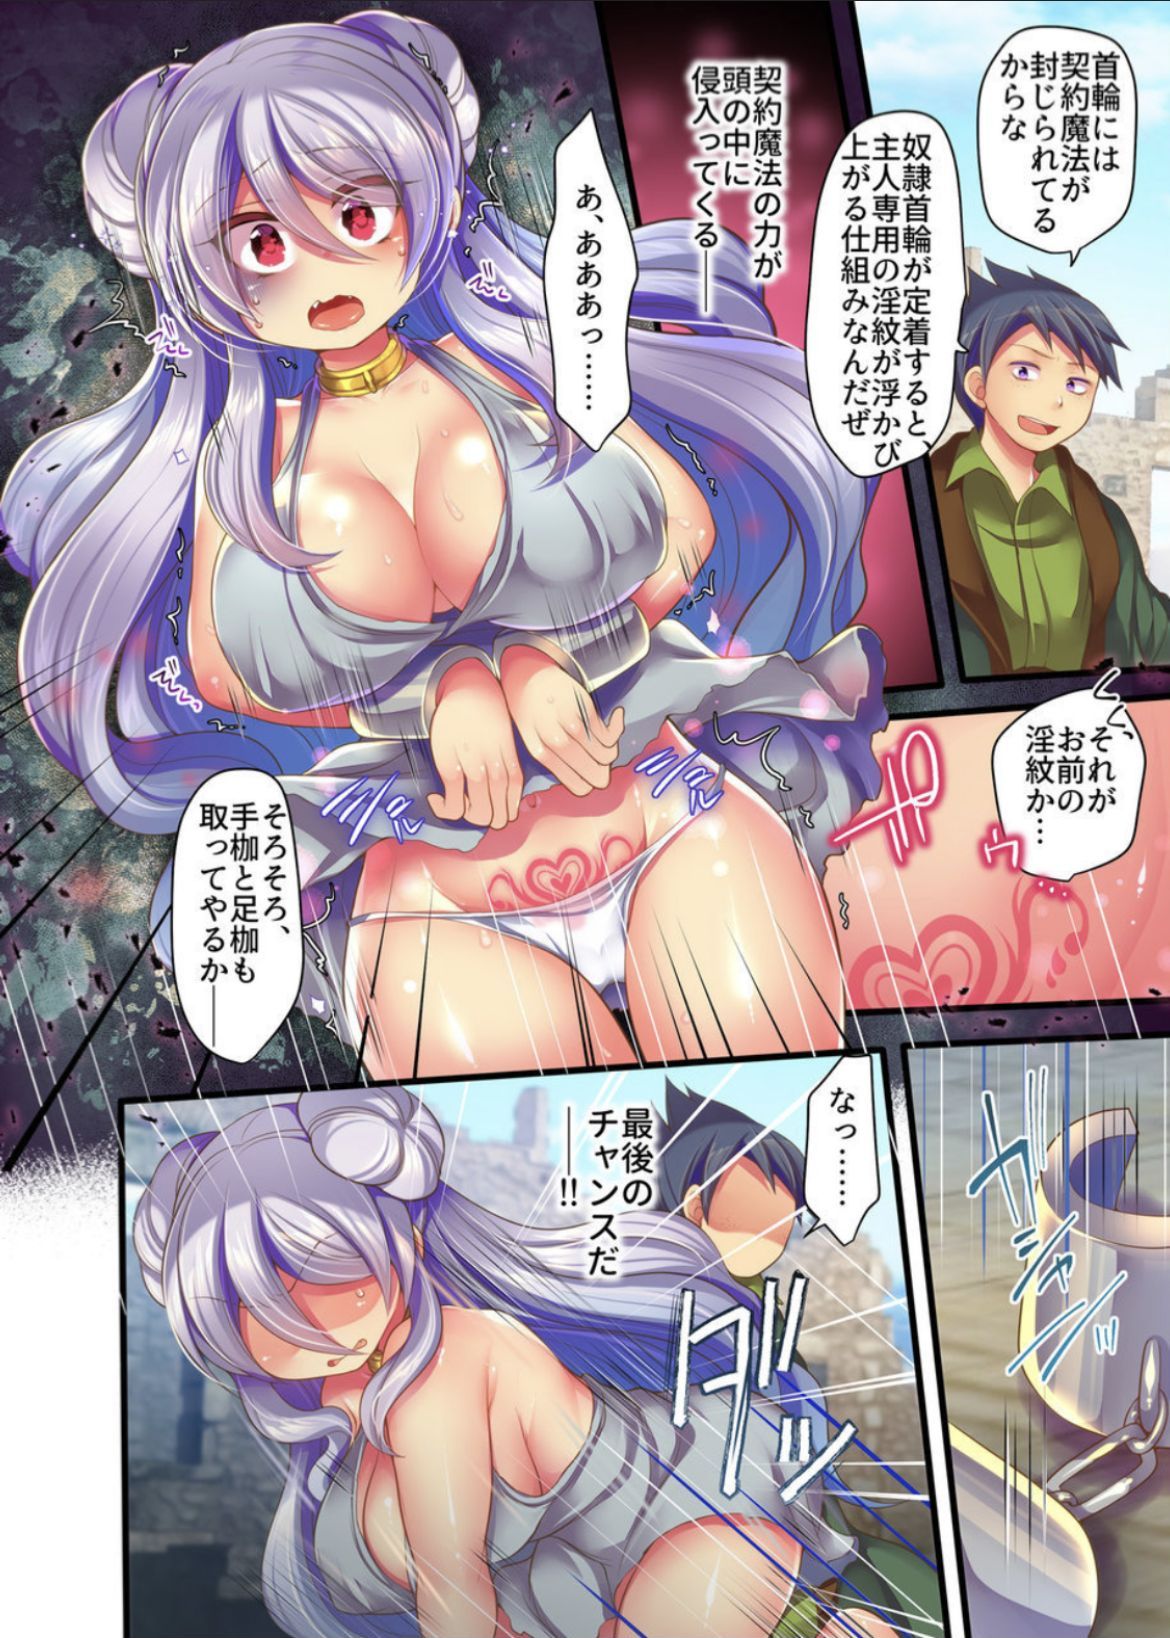 首輪には
契約魔法が
封じられてる
からな
奴隷首輪が定着すると、
主人専用の淫紋が浮かび
上がる仕組みなんだぜ
契約魔法の力が
頭の中に
侵入ってくる――
あ、あああっ……
くく、
それが
お前の
淫紋か…
そろそろ、
手枷と足枷も
取ってやるか――
ガシャッ
なっ……
最後の
チャンスだ
――!!
ダッ